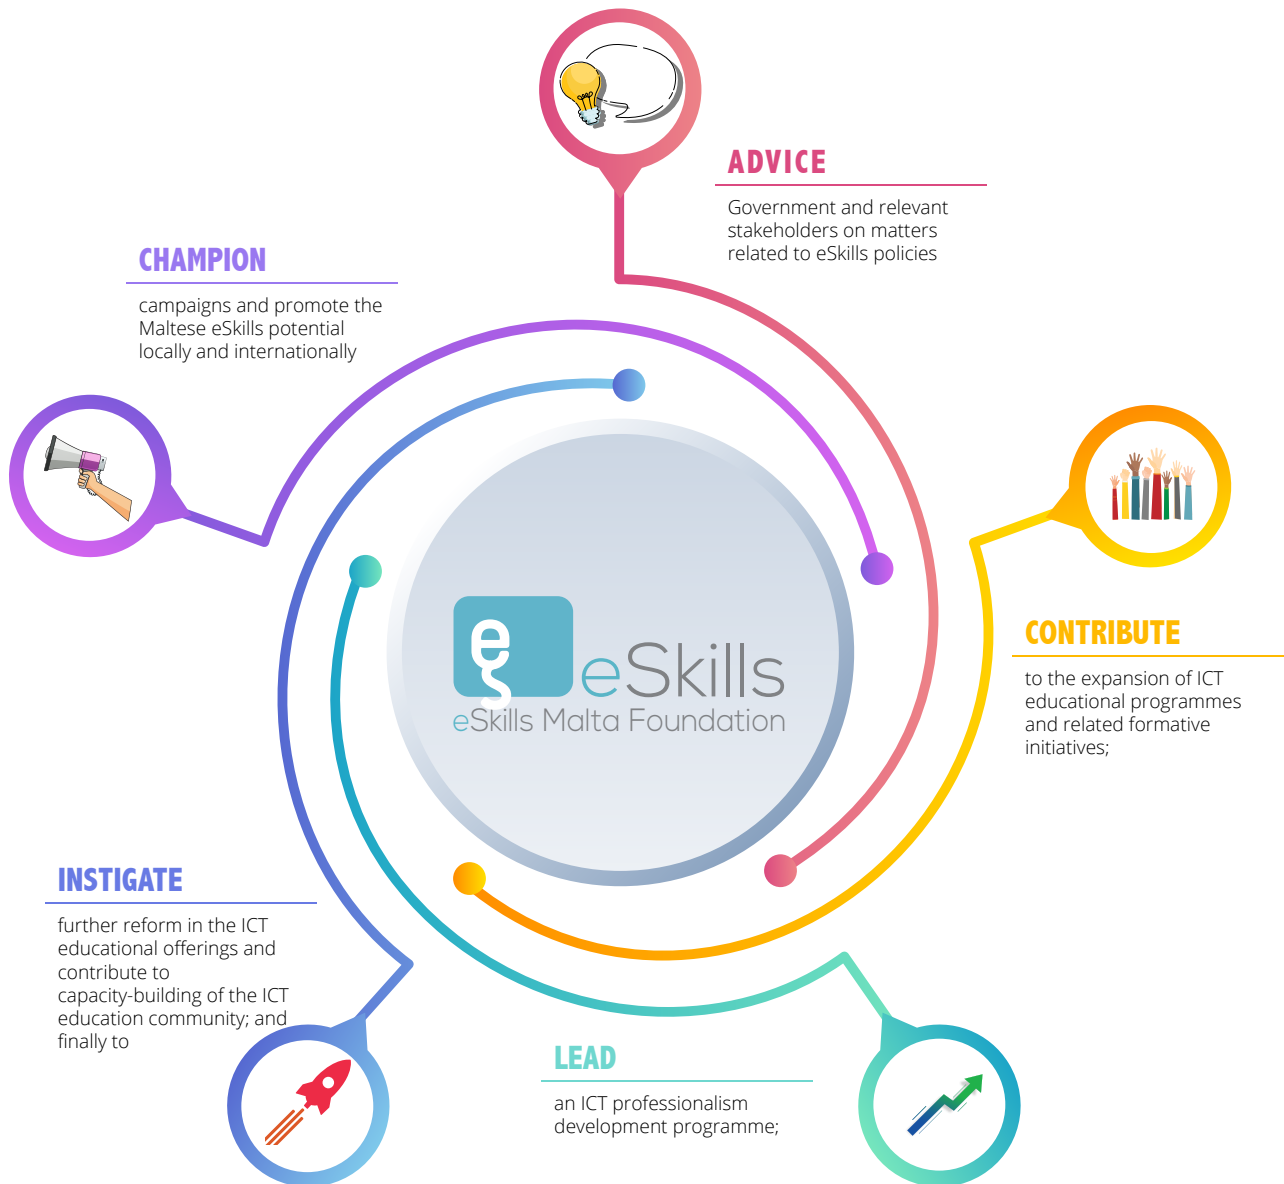 ADVICE
Government and relevant
stakeholders on matters
related to eSkills policies
CHAMPION
campaigns and promote the
Maltese eSkills potential
locally and internationally
CONTRIBUTE
to the expansion of ICT
educational programmes
and related formative
initiatives;
es
eSkills
eSkills Malta Foundation
INSTIGATE
further reform in the ICT
educational offerings and
contribute to
capacity-building of the ICT
education community; and
finally to
LEAD
an ICT professionalism
development programme;